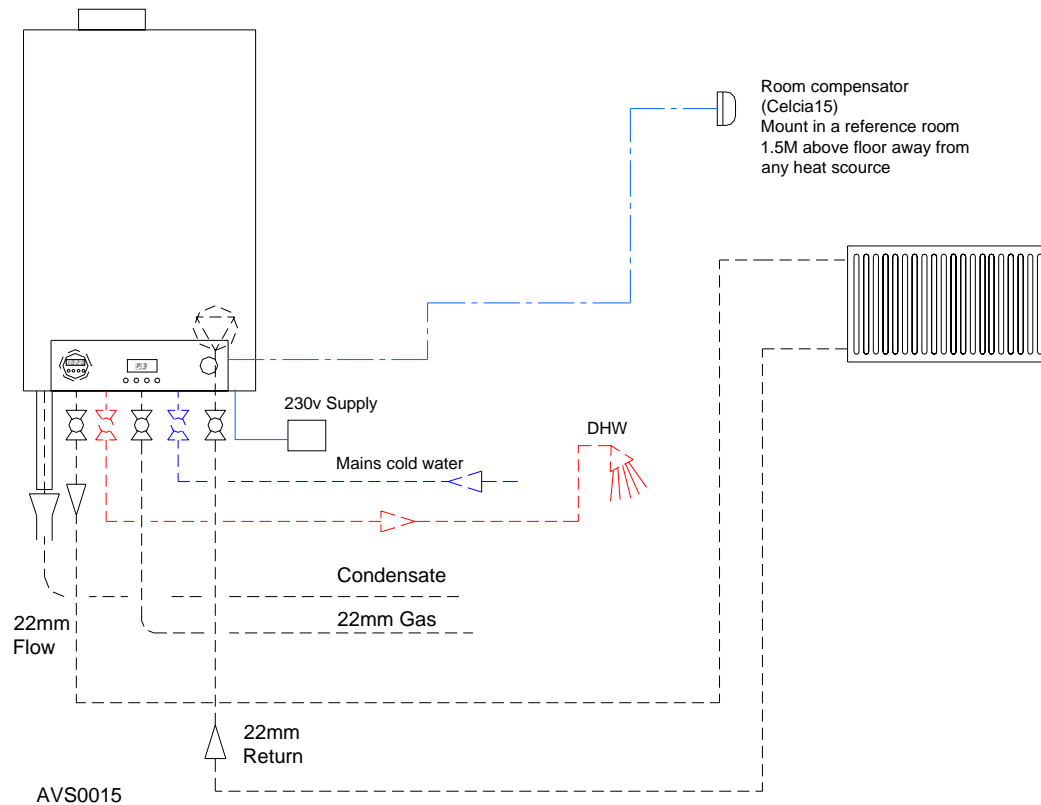 Room compensator
(Celcia15)
Mount in a reference room
1.5M above floor away from
any heat scource
230v Supply
DHW
Mains cold water
Condensate
22mm Gas
22mm
Flow
22mm
Return
AVS0015